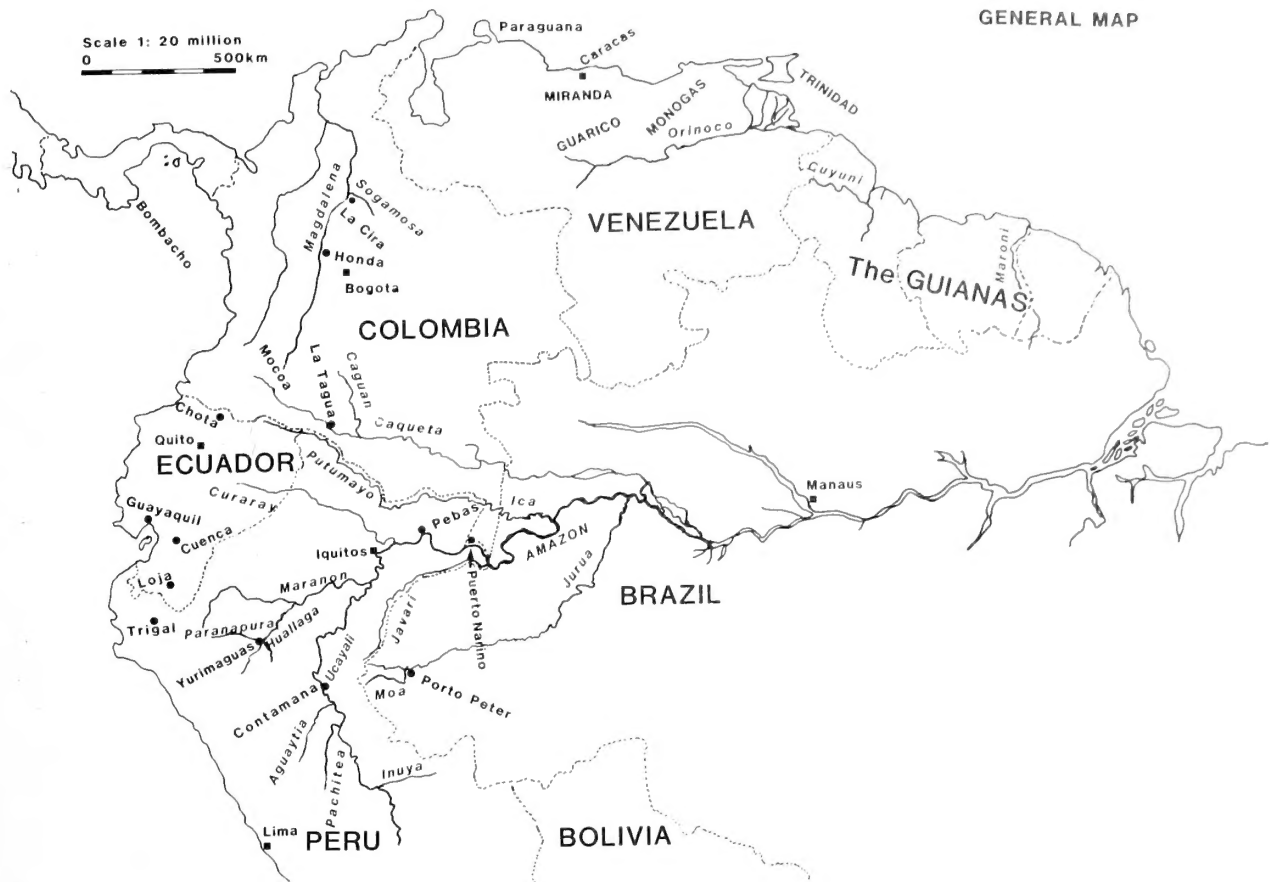 GENERAL MAP
Scale 1: 20 million
0 500km
Paraguana
Caracas
MIRANDA
TRINIDAD
MONOGAS
GUARICO
Orinoco
Cuyuni
Bombacho
Magdalena
Sogamosa
La Cira
Honda
Bogota
VENEZUELA
The GUIANAS
Maroni
COLOMBIA
Mocoa
La Tagua
Caguan
Caqueta
Chota
Quito
ECUADOR
Putumayo
Curaray
Guayaquil
Cuenca
Loja
Iquitos
Pebas
Ica
Manaus
AMAZON
Jurua
BRAZIL
Maranon
Trigal
Paranapura
Huallaga
Yurimaguas
Ucayali
Javari
Puerto Narino
Contamana
Moa
Porto Peter
Aguaytia
Pachitea
Inuya
Lima
PERU
BOLIVIA